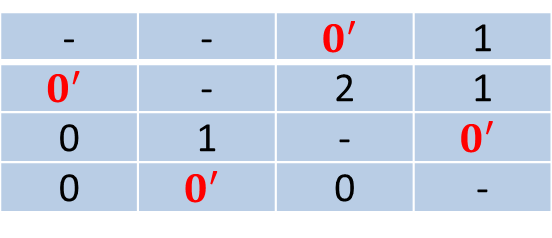 - - 0′ 1
0′ - 2 1
0 1 - 0′
0 0′ 0 -